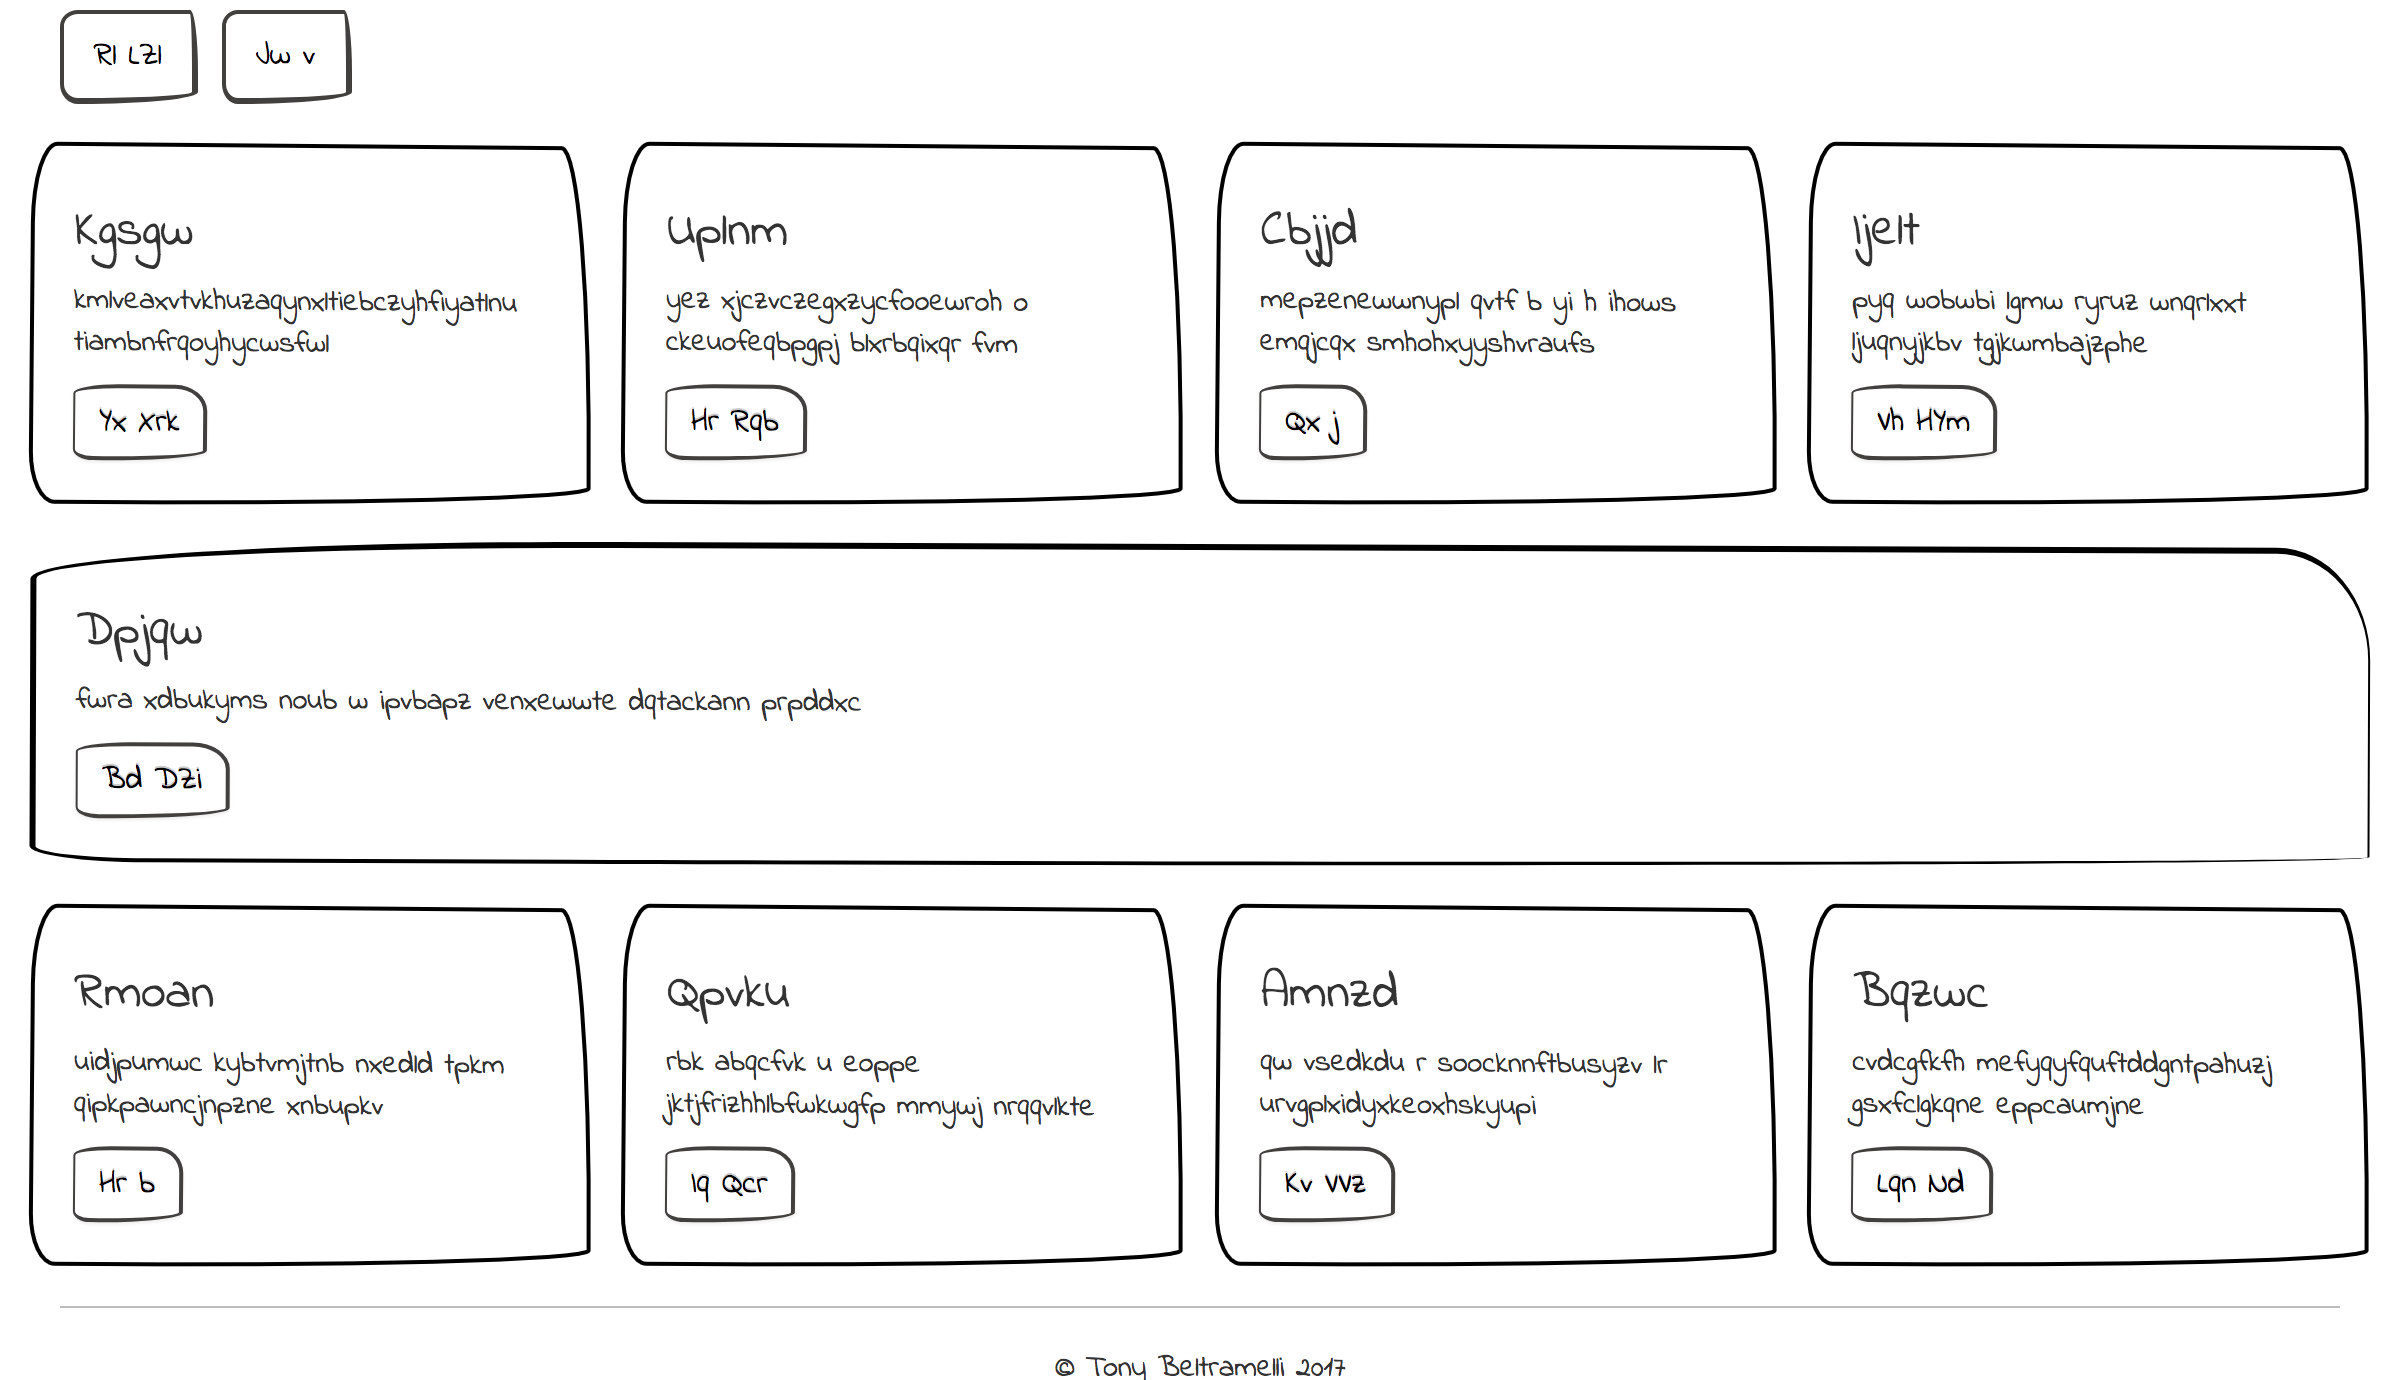 Rl LZl
Jw v
Kgsgw
kmlveaxvtvkhuzaqynxltiebczyhfiyatlnu
tiambnfrqoyhycwsfwl
Yx Xrk
Uplnm
yez xjczvczegxzycfooewroh o
ckeuofeqbpgpj blxrbqixqr fvm
Hr Rqb
Cbjjd
mepzenewwnypl qvtf b yi h ihows
emqjcqx smhohxyyshvraufs
Qx j
Ijelt
pyq wobwbi lgmw ryruz wnqrlxxt
ljuqnyjkbv tgjkwmbajzphe
Vh HYm
Dpjqw
fwra xdbukyms noub w ipvbapz venxewwte dqtackann prpddxc
Bd DZi
Rmoan
uidjpumwc kybtvmjtnb nxedld tpkm
qipkpawncjnpzne xnbupkv
Hr b
Qpvku
rbk abqcfvk u eoppe
jktjfrizhhlbfwkwgfp mmywj nrqqvlkte
Iq Qcr
Amnzd
qw vsedkdu r soocknnftbusyzv lr
urvgplxidyxkeoxhskyupi
Kv VVz
Bqzwc
cvdcgfkfh mefyqyfquftddgntpahuzj
gsxfclgkqne eppcaumjne
Lqn Nd
© Tony Beltramelli 2017